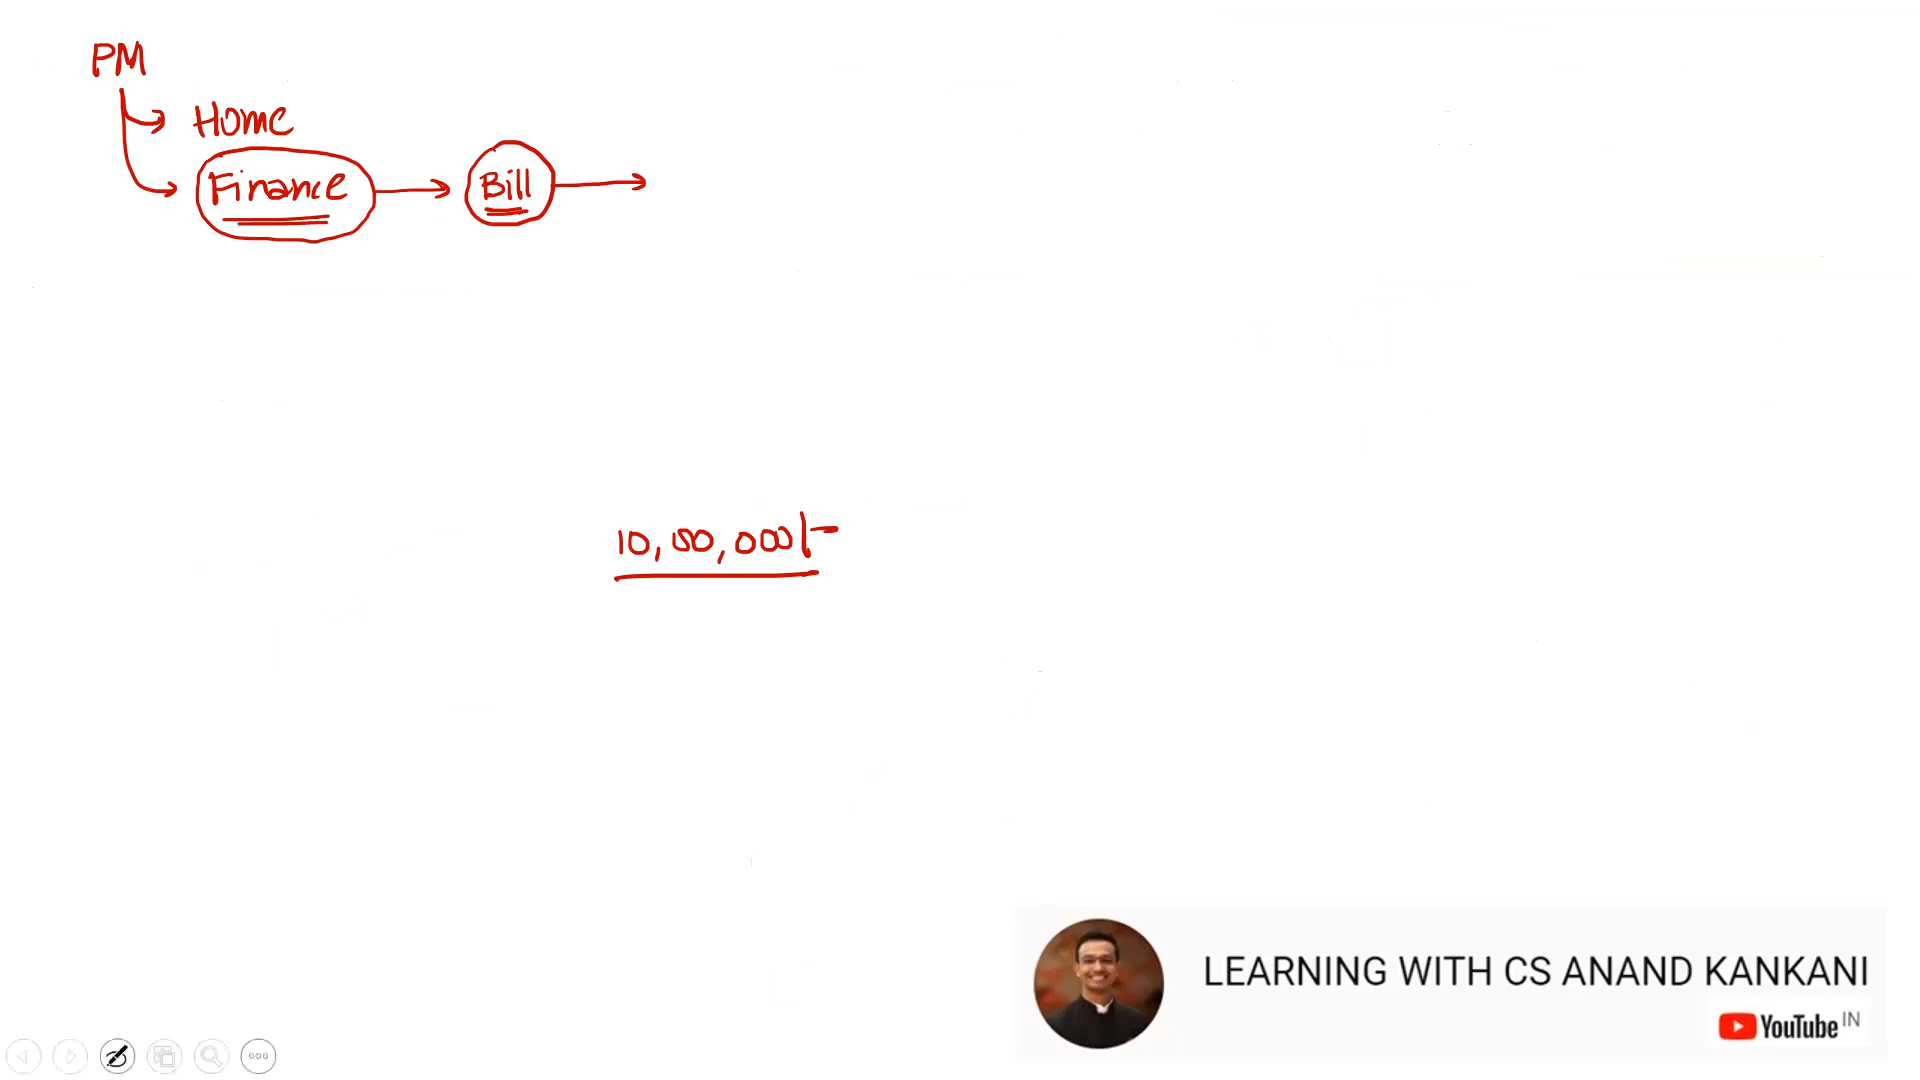 PM
Home
Finance
Bill
10,00,000/-
LEARNING WITH CS ANAND KANKANI
YouTube IN